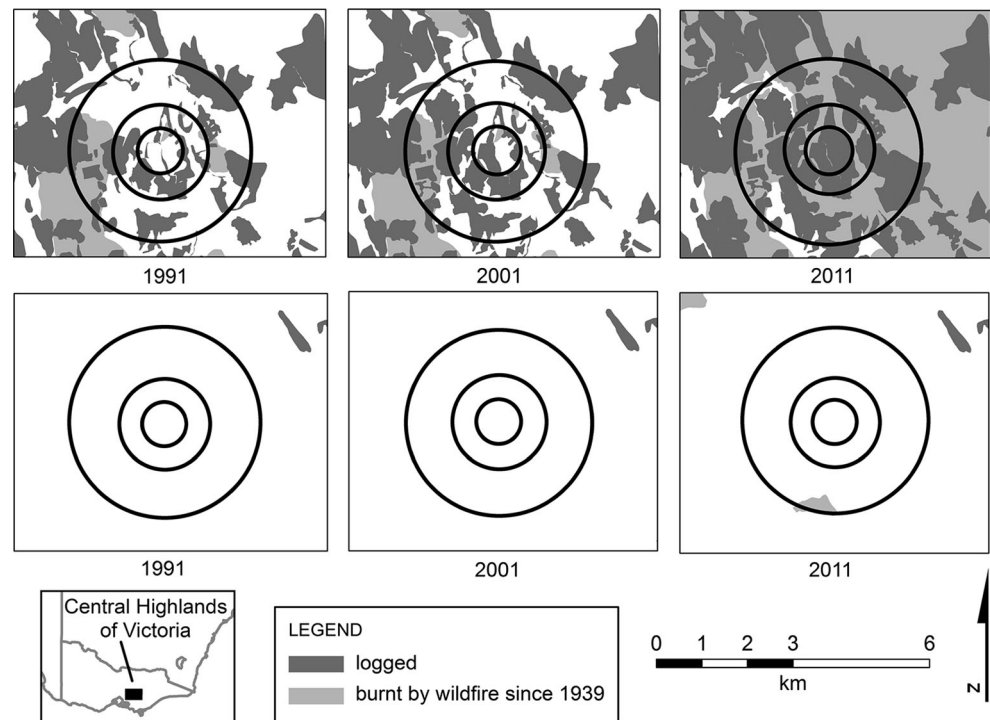 1991
2001
2011
1991
2001
2011
Central Highlands
of Victoria
LEGEND
logged
burnt by wildfire since 1939
0 1 2 3 6
km
N